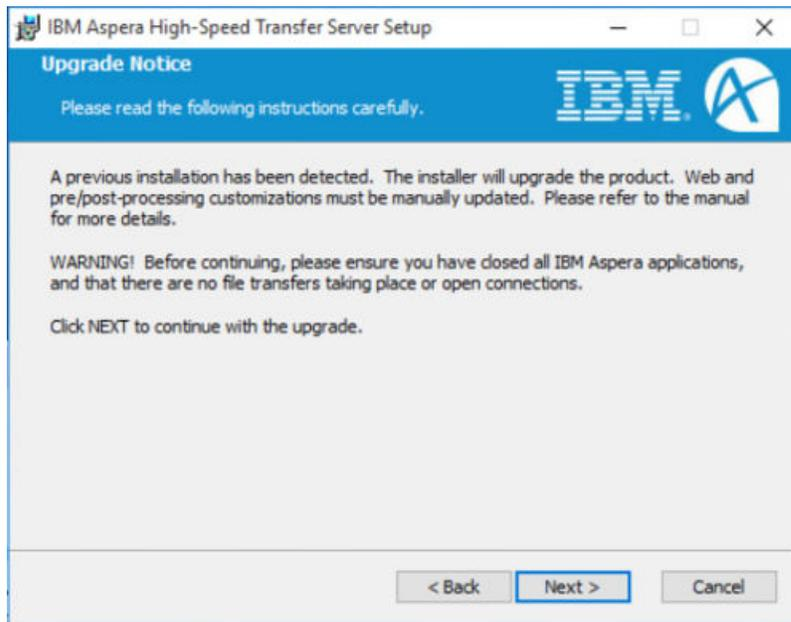 IBM Aspera High-Speed Transfer Server Setup
Upgrade Notice
Please read the following instructions carefully.
IBM.
A previous installation has been detected. The installer will upgrade the product. Web and
pre/post-processing customizations must be manually updated. Please refer to the manual
for more details.
WARNING! Before continuing, please ensure you have closed all IBM Aspera applications,
and that there are no file transfers taking place or open connections.
Click NEXT to continue with the upgrade.
< Back
Next >
Cancel